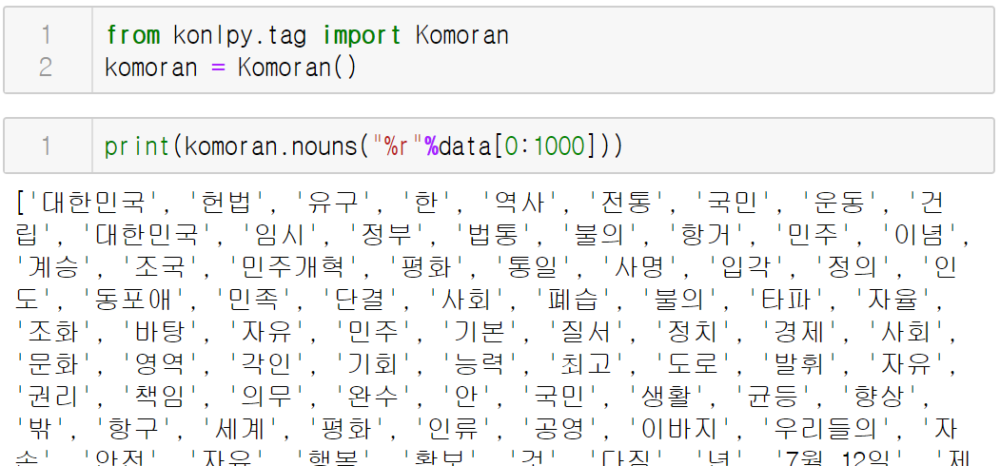 1 from konlpy.tag import Komoran
2 komoran = Komoran()
1 print(komoran.nouns("%r"%data[0:1000]))
['대한민국', '헌법', '유구', '한', '역사', '전통', '국민', '운동', '건
립', '대한민국', '임시', '정부', '법통', '불의', '항거', '민주', '이념',
'계승', '조국', '민주개혁', '평화', '통일', '사명', '입각', '정의', '인
도', '동포애', '민족', '단결', '사회', '폐습', '불의', '타파', '자율',
'조화', '바탕', '자유', '민주', '기본', '질서', '정치', '경제', '사회',
'문화', '영역', '각인', '기회', '능력', '최고', '도로', '발휘', '자유',
'권리', '책임', '의무', '완수', '안', '국민', '생활', '균등', '향상',
'밖', '항구', '세계', '평화', '인류', '공영', '이바지', '우리들의', '자
손', '안전', '자유', '행복', '확보', '것', '다짐', '년', '7월 12일', '제